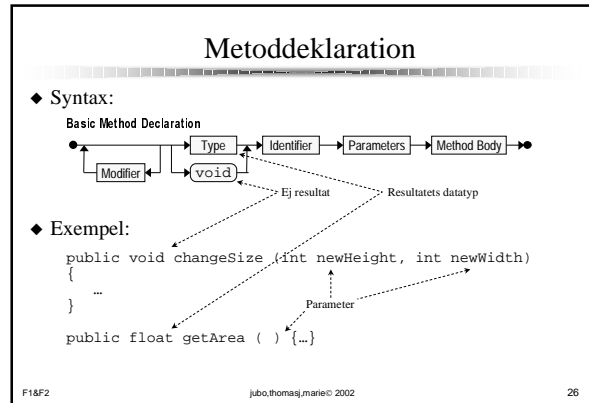 Metoddeklaration
◆ Syntax:
Basic Method Declaration
Type Identifier Parameters Method Body
Modifier void
Ej resultat Resultatets datatyp
◆ Exempel:
public void changeSize (int newHeight, int newWidth)
{
…
}
Parameter
public float getArea ( ) {…}
F1&F2 jubo,thomasj,marie© 2002 26